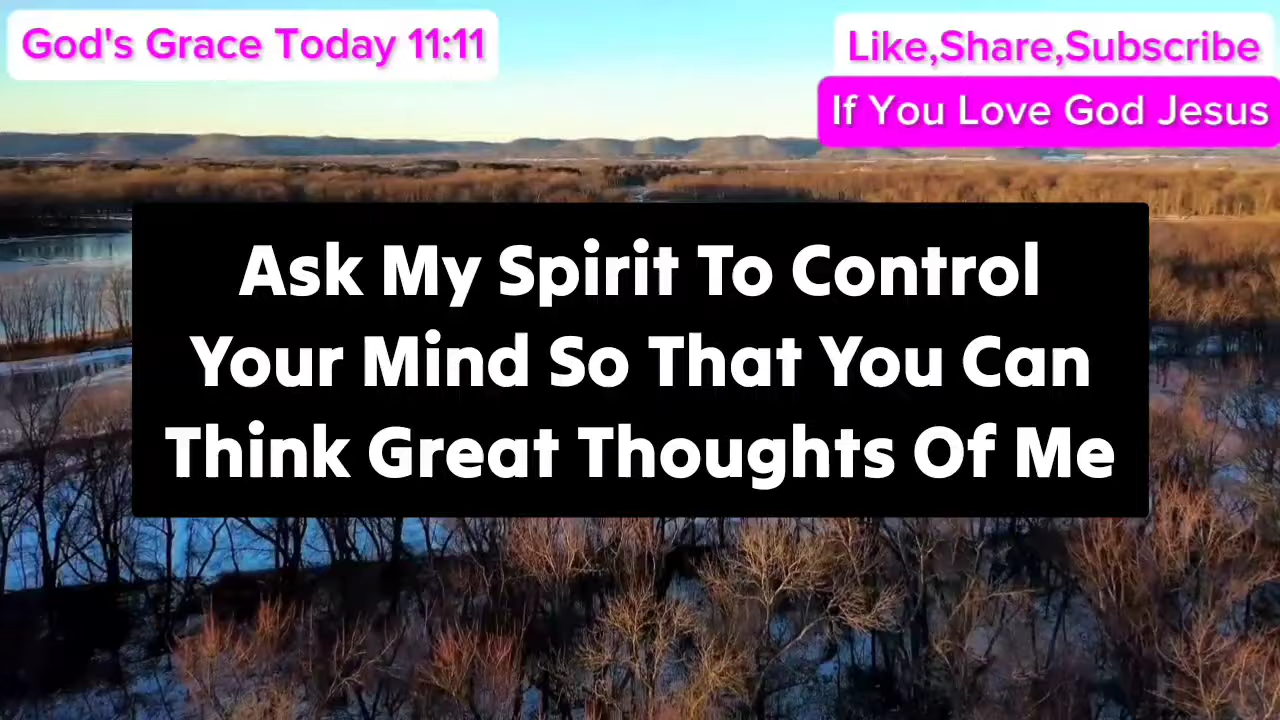 God's Grace Today 11:11
Like,Share,Subscribe
If You Love God Jesus
Ask My Spirit To Control
Your Mind So That You Can
Think Great Thoughts Of Me